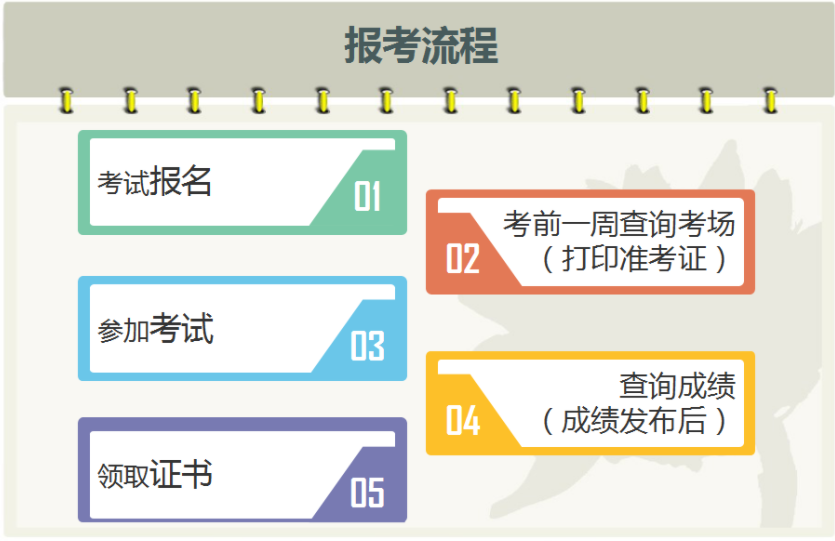 报考流程
考试报名
01
02
考前一周查询考场
（打印准考证）
参加考试
03
04
查询成绩
（成绩发布后）
领取证书
05